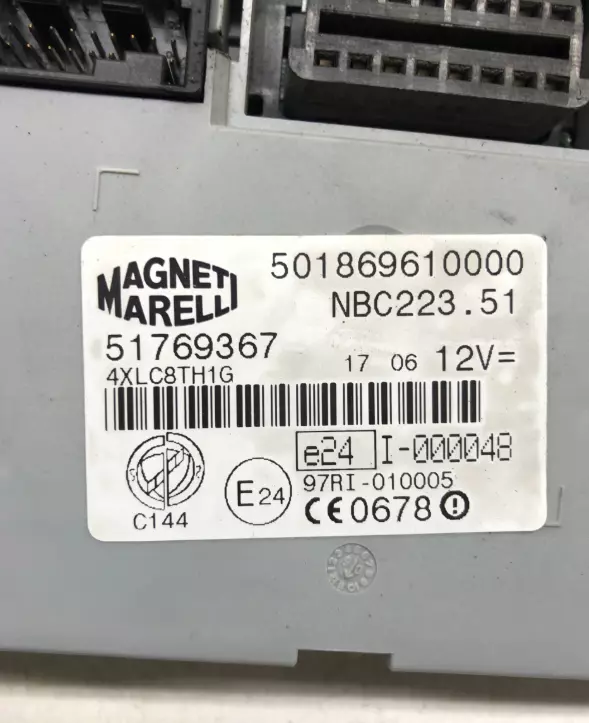 MAGNETI
MARELLI
501869610000
NBC223.51
51769367
17 06 12V=
4XLC8TH1G
e24 I-000048
97RI-010005
E24
C144
CE0678